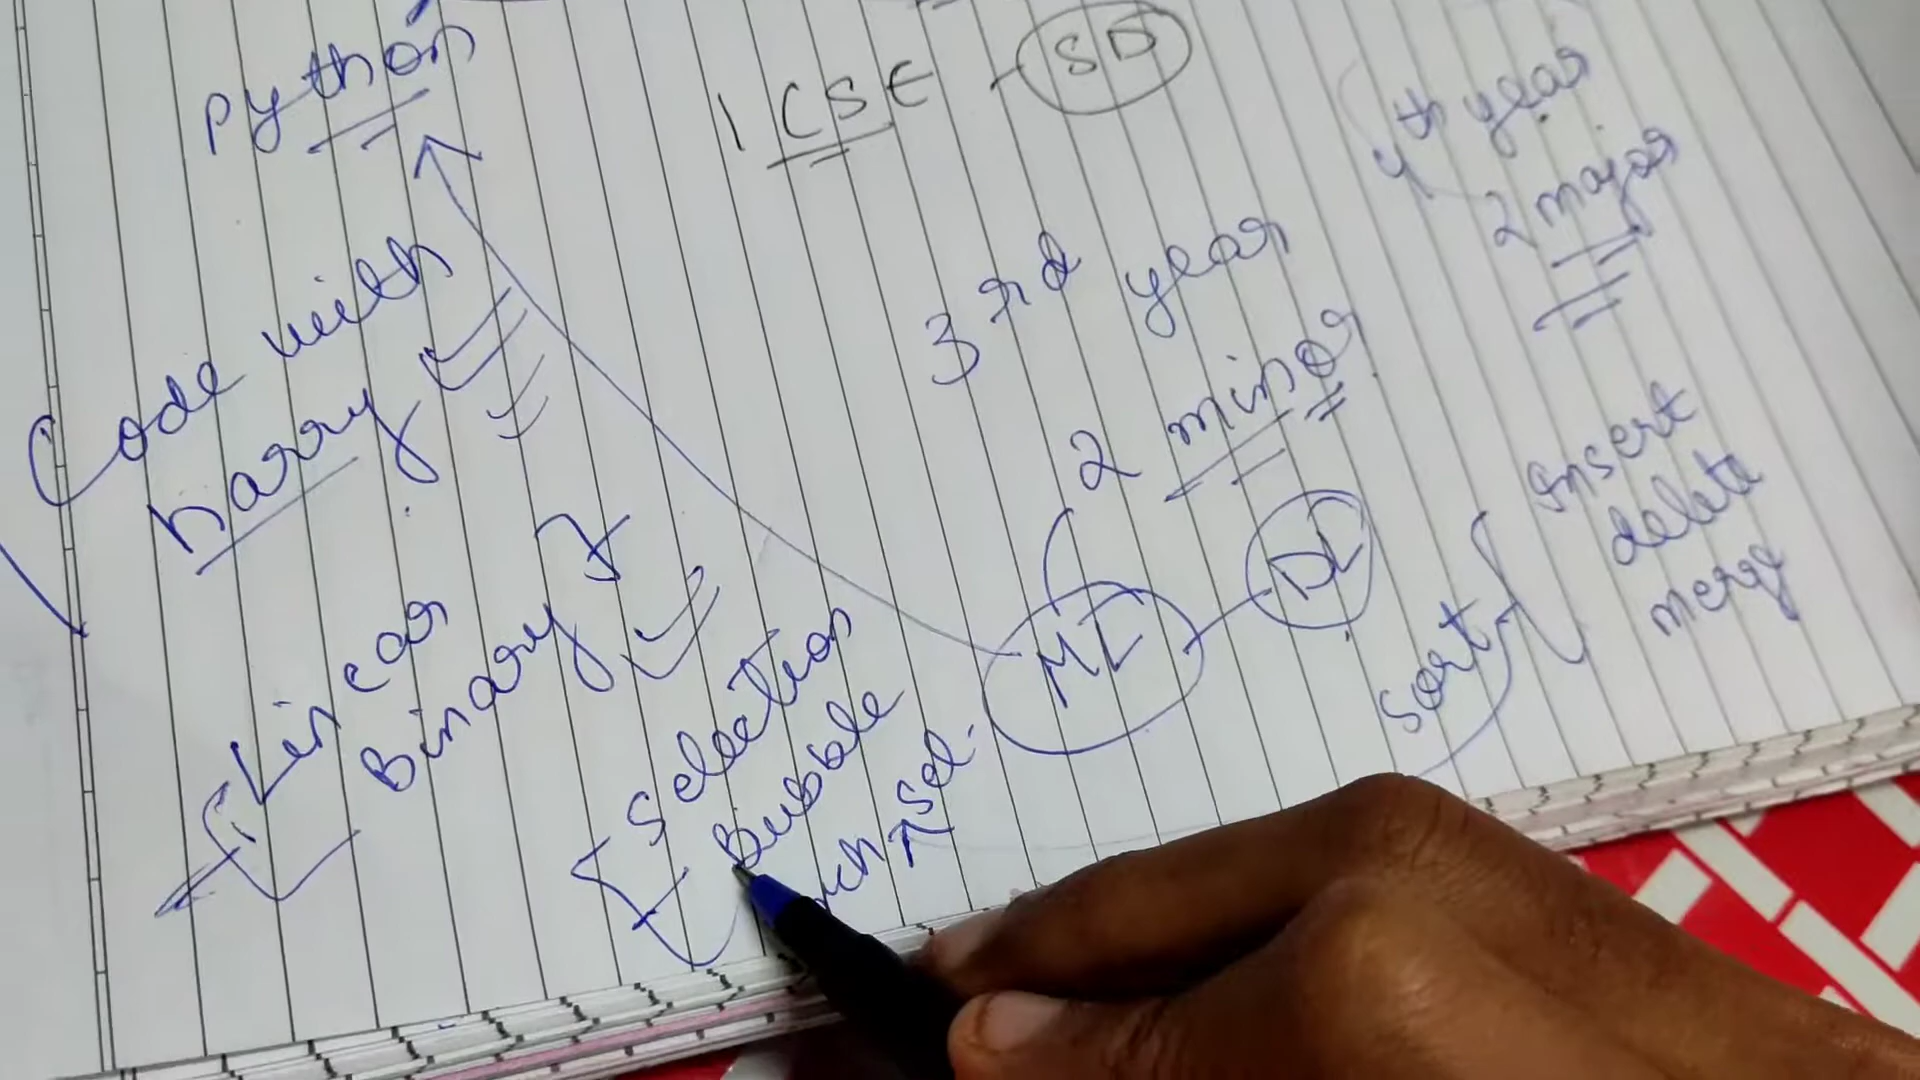 Python
1 CSE - SD
4th year
2 major
Code with
harry
3rd year
2 minor
ML
DL
Linear
Binary
Selection
Bubble
sel.
Sort
insert
delete
merge